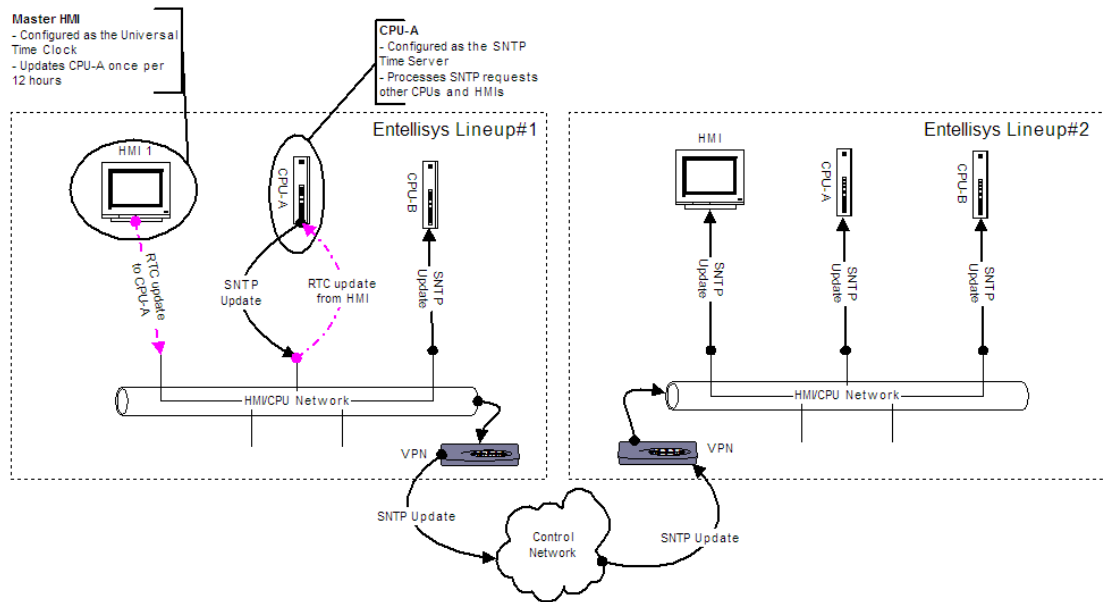 Master HMI
- Configured as the Universal
Time Clock
- Updates CPU-A once per
12 hours
CPU-A
- Configured as the SNTP
Time Server
- Processes SNTP requests
other CPUs and HMIs
Entellisys Lineup#1
HMI 1
CPU-A
CPU-B
RTC update
to CPU-A
SNTP
Update
RTC update
from HMI
SNTP
Update
HMI/CPU Network
VPN
Entellisys Lineup#2
HMI
CPU-A
CPU-B
SNTP
Update
SNTP
Update
SNTP
Update
HMI/CPU Network
VPN
SNTP Update
Control
Network
SNTP Update